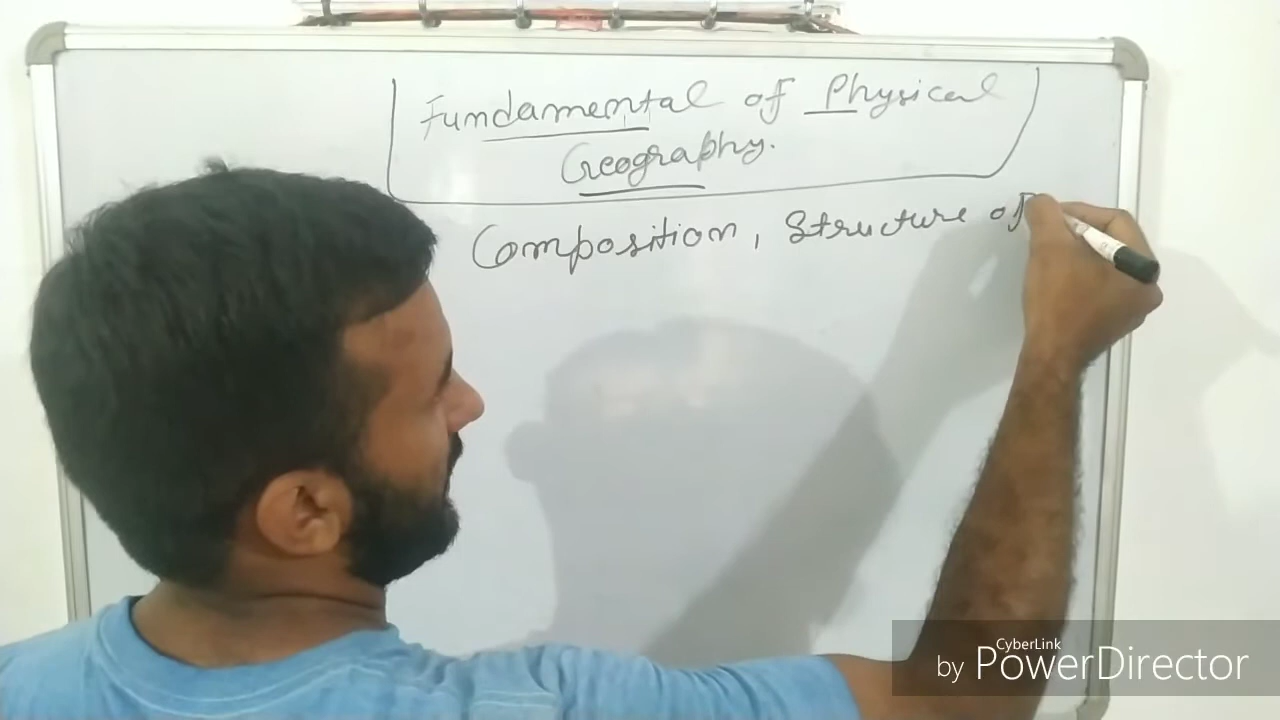 Fundamental of Physical
Geography.
Composition, Structure of
CyberLink
by PowerDirector